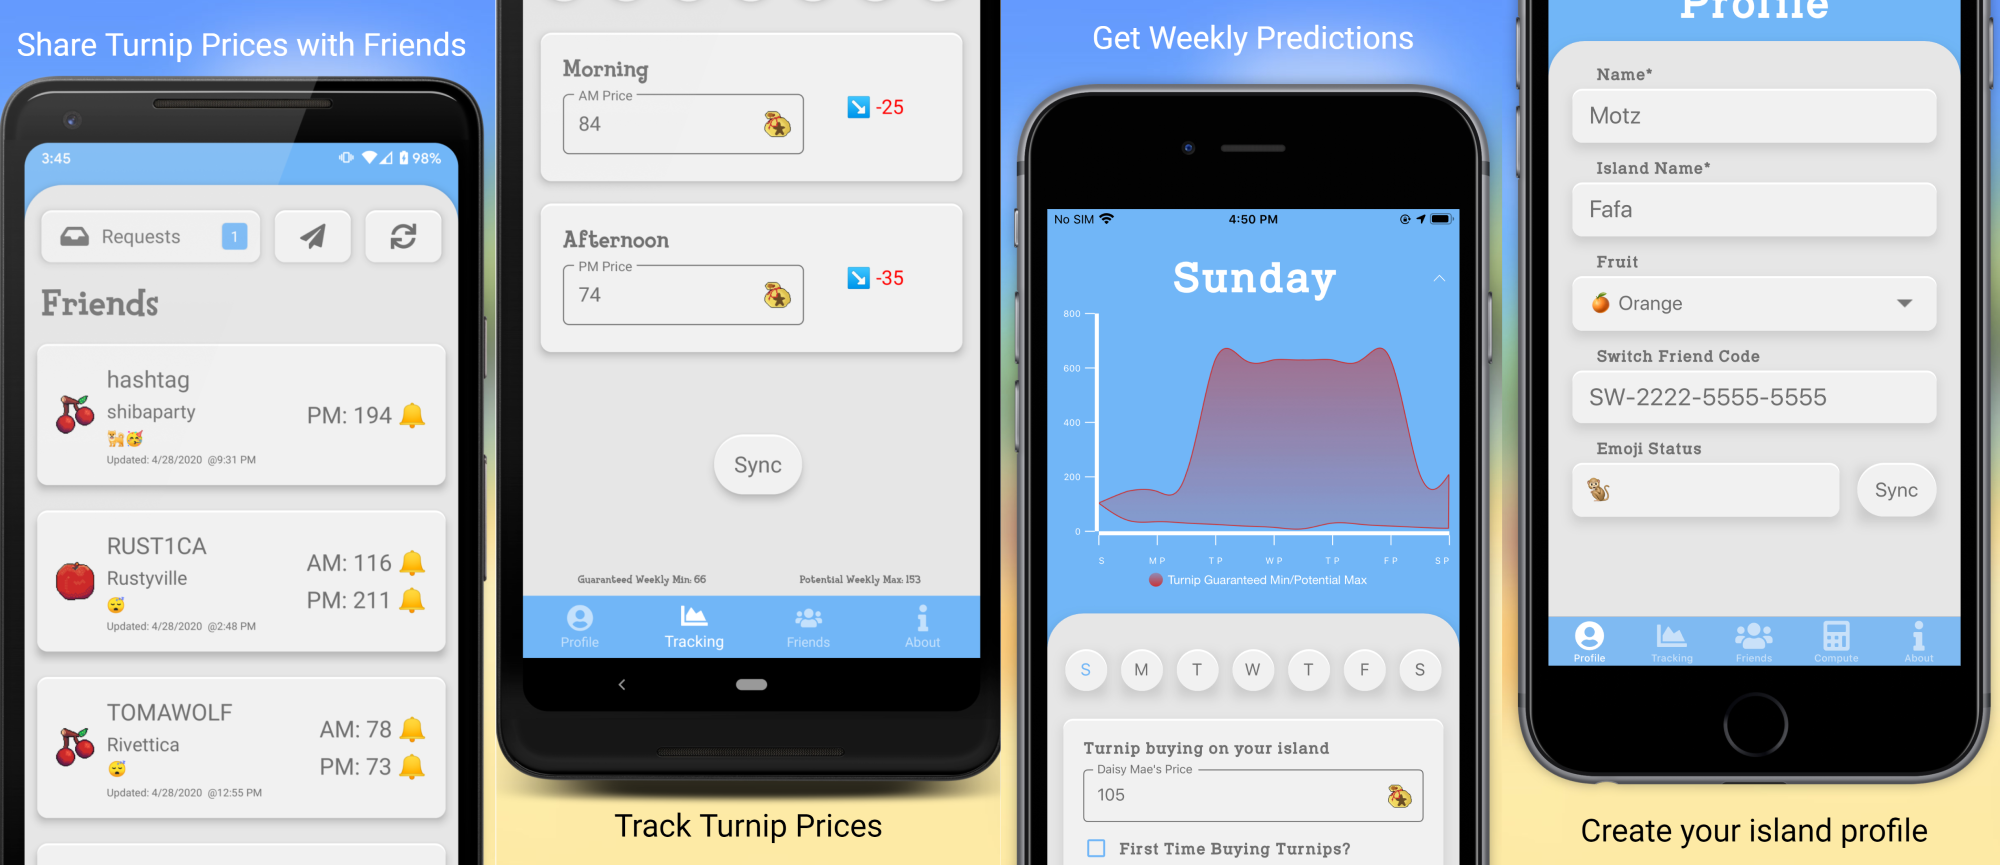 Share Turnip Prices with Friends
3:45
98%
Requests
1
Friends
hashtag
shibaparty
PM: 194
Updated: 4/28/2020 @9:31 PM
RUST1CA
Rustyville
AM: 116
PM: 211
Updated: 4/28/2020 @2:48 PM
TOMAWOLF
Rivettica
AM: 78
PM: 73
Updated: 4/28/2020 @12:55 PM
Morning
AM Price
84
-25
Afternoon
PM Price
74
-35
Sync
Guaranteed Weekly Min: 66
Potential Weekly Max: 153
Profile
Tracking
Friends
About
Track Turnip Prices
Get Weekly Predictions
No SIM
4:50 PM
Sunday
800
600
400
200
0
S
M P
T P
W P
T P
F P
S P
Turnip Guaranteed Min/Potential Max
S M T W T F S
Turnip buying on your island
Daisy Mae's Price
105
First Time Buying Turnips?
Profile
Name*
Motz
Island Name*
Fafa
Fruit
Orange
Switch Friend Code
SW-2222-5555-5555
Emoji Status
Sync
Profile
Tracking
Friends
Compute
About
Create your island profile